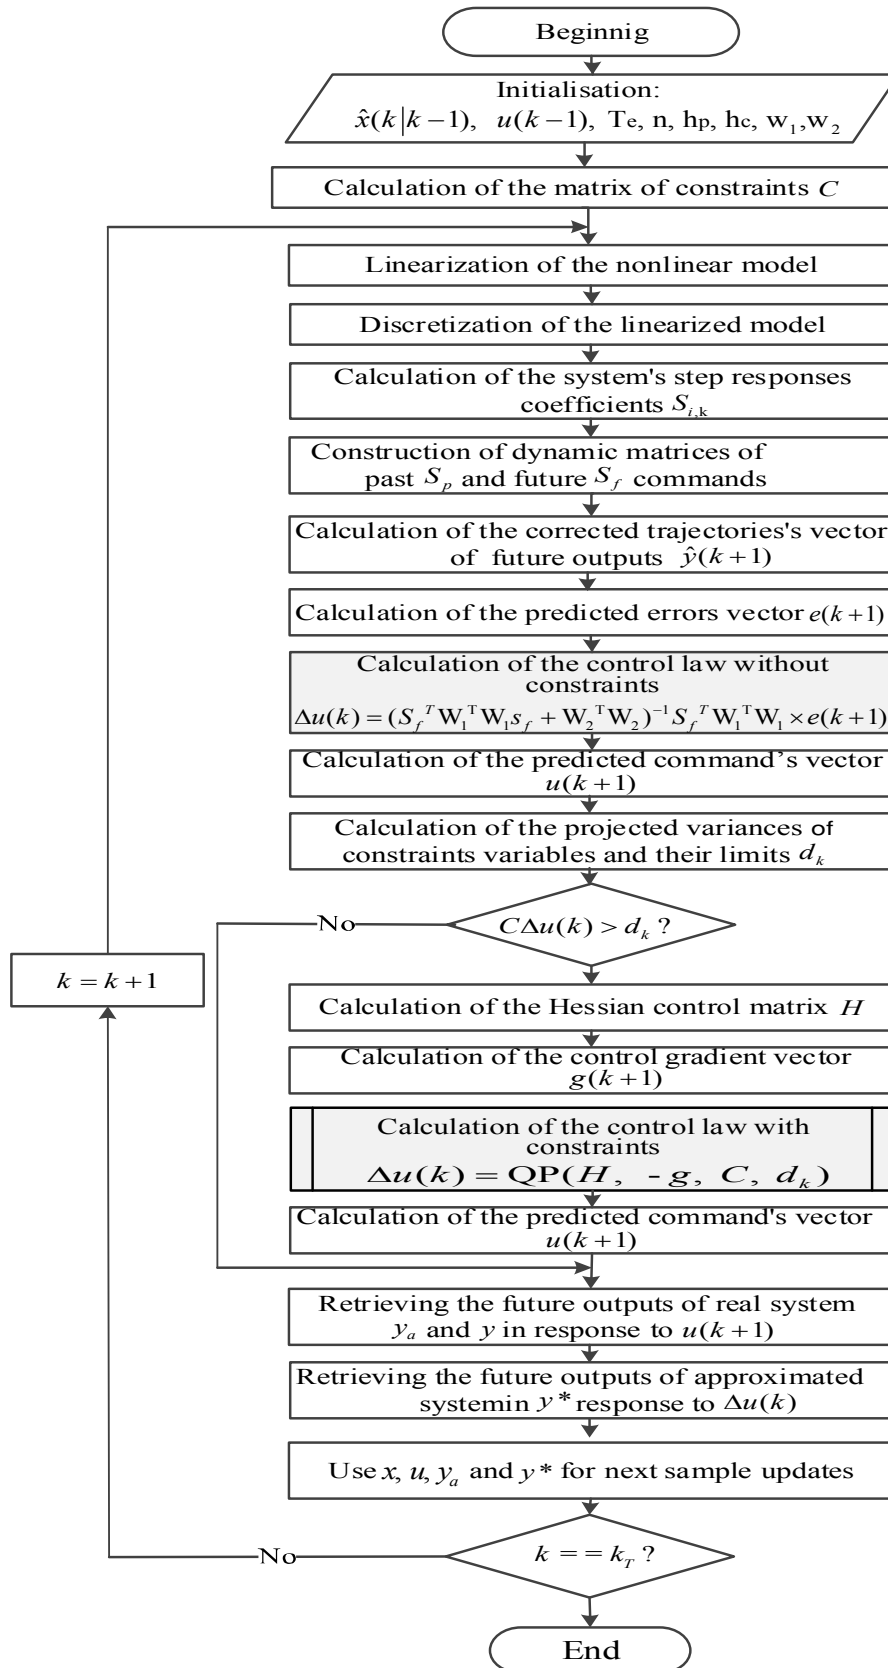 Beginnig
Initialisation:
x̂(k|k−1), u(k−1), Te, n, hp, hc, w₁,w₂
Calculation of the matrix of constraints C
Linearization of the nonlinear model
Discretization of the linearized model
Calculation of the system's step responses
coefficients Sᵢ,ₖ
Construction of dynamic matrices of
past Sₚ and future S_f commands
Calculation of the corrected trajectories's vector
of future outputs ŷ(k+1)
Calculation of the predicted errors vector e(k+1)
Calculation of the control law without
constraints
Δu(k) = (S_f^T W₁^T W₁ s_f + W₂^T W₂)⁻¹ S_f^T W₁^T W₁ × e(k+1)
Calculation of the predicted command's vector
u(k+1)
Calculation of the projected variances of
constraints variables and their limits dₖ
CΔu(k) > dₖ ?
No
k = k+1
Calculation of the Hessian control matrix H
Calculation of the control gradient vector
g(k+1)
Calculation of the control law with
constraints
Δu(k) = QP(H, -g, C, dₖ)
Calculation of the predicted command's vector
u(k+1)
Retrieving the future outputs of real system
yₐ and y in response to u(k+1)
Retrieving the future outputs of approximated
systemin y* response to Δu(k)
Use x, u, yₐ and y* for next sample updates
k == k_T ?
No
End